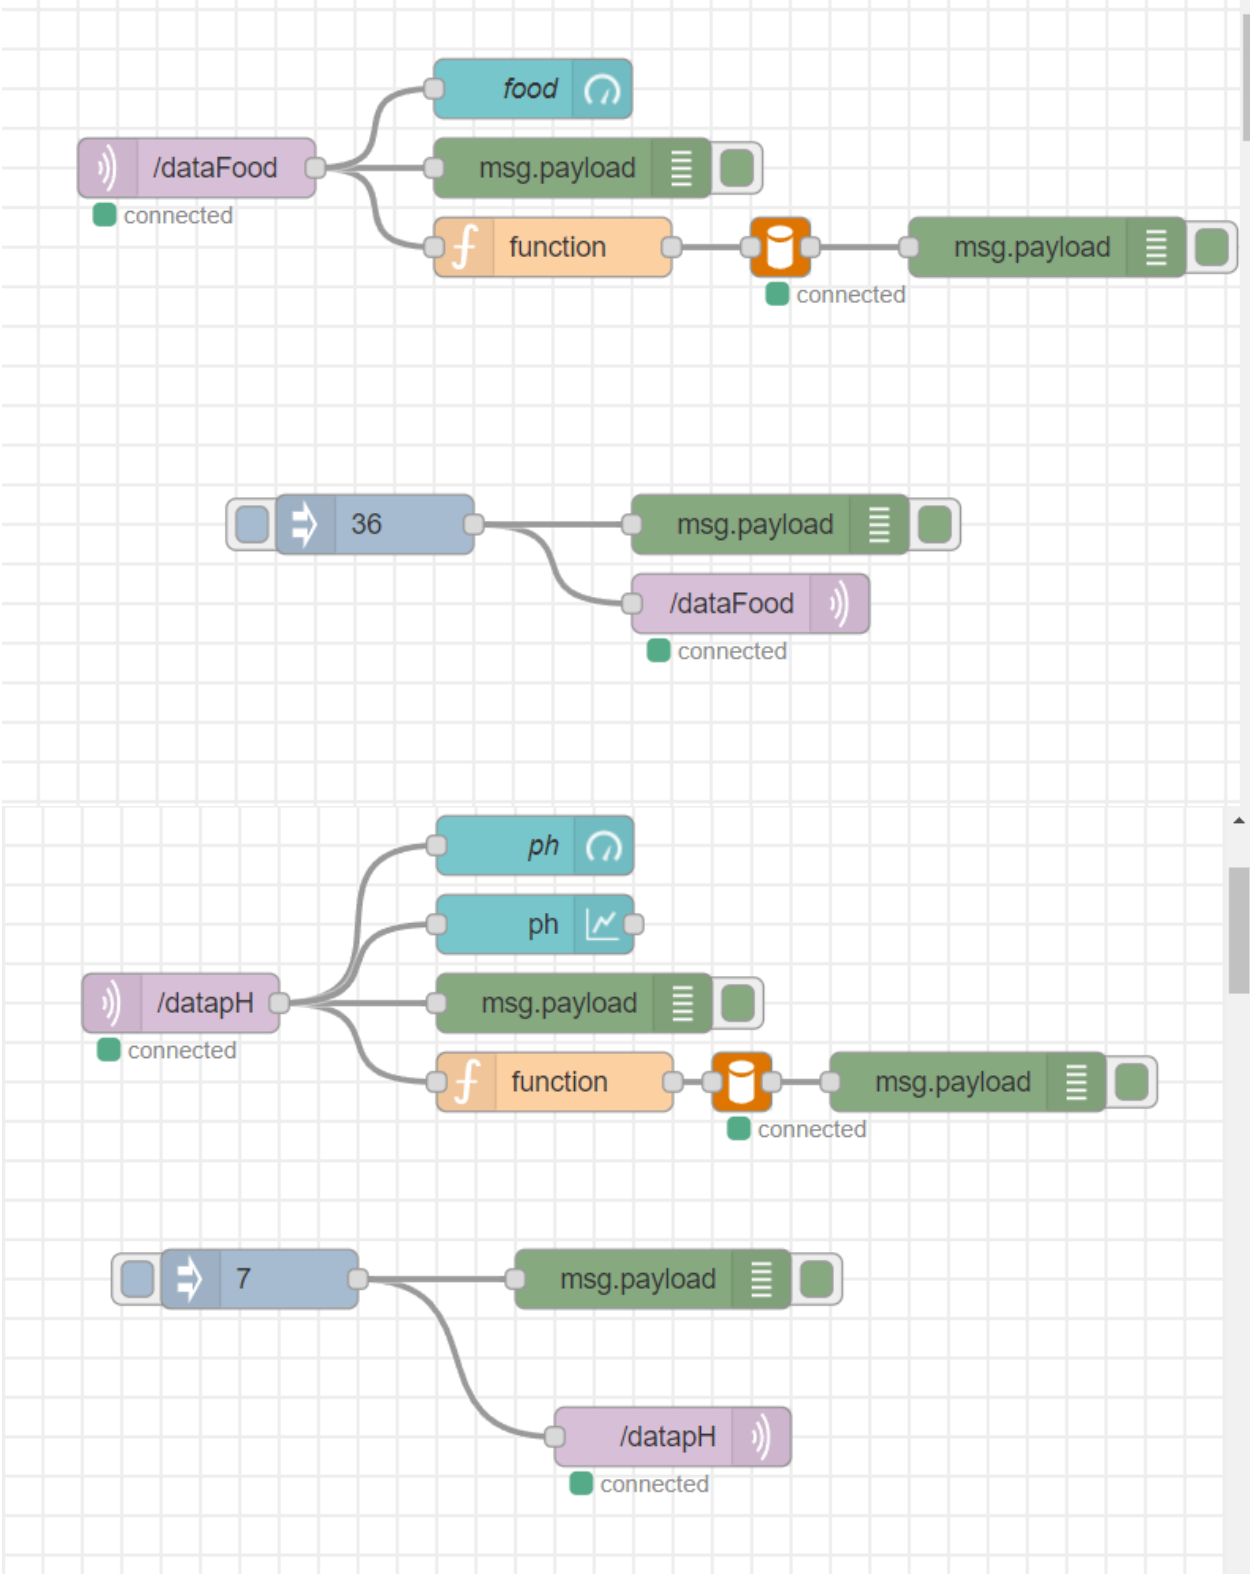 food
/dataFood
msg.payload
connected
function
msg.payload
connected
36
msg.payload
/dataFood
connected
ph
ph
/datapH
msg.payload
connected
function
msg.payload
connected
7
msg.payload
/datapH
connected